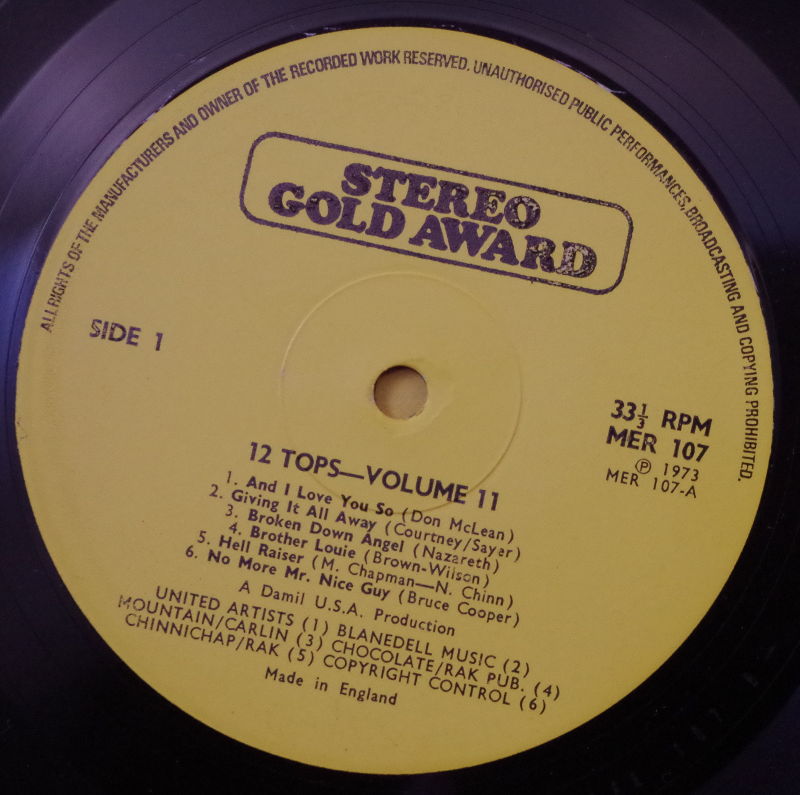 ALL RIGHTS OF THE MANUFACTURERS AND OWNER OF THE RECORDED WORK RESERVED. UNAUTHORISED PUBLIC PERFORMANCES, BROADCASTING AND COPYING PROHIBITED.
STEREO
GOLD AWARD
SIDE 1
33⅓ RPM
MER 107
Ⓟ 1973
MER 107-A
12 TOPS—VOLUME 11
1. And I Love You So (Don McLean)
2. Giving It All Away (Courtney/Sayer)
3. Broken Down Angel (Nazareth)
4. Brother Louie (Brown-Wilson)
5. Hell Raiser (M. Chapman—N. Chinn)
6. No More Mr. Nice Guy (Bruce Cooper)
A Damil U.S.A. Production
UNITED ARTISTS (1) BLANEDELL MUSIC (2)
MOUNTAIN/CARLIN (3) CHOCOLATE/RAK PUB. (4)
CHINNICHAP/RAK (5) COPYRIGHT CONTROL (6)
Made in England